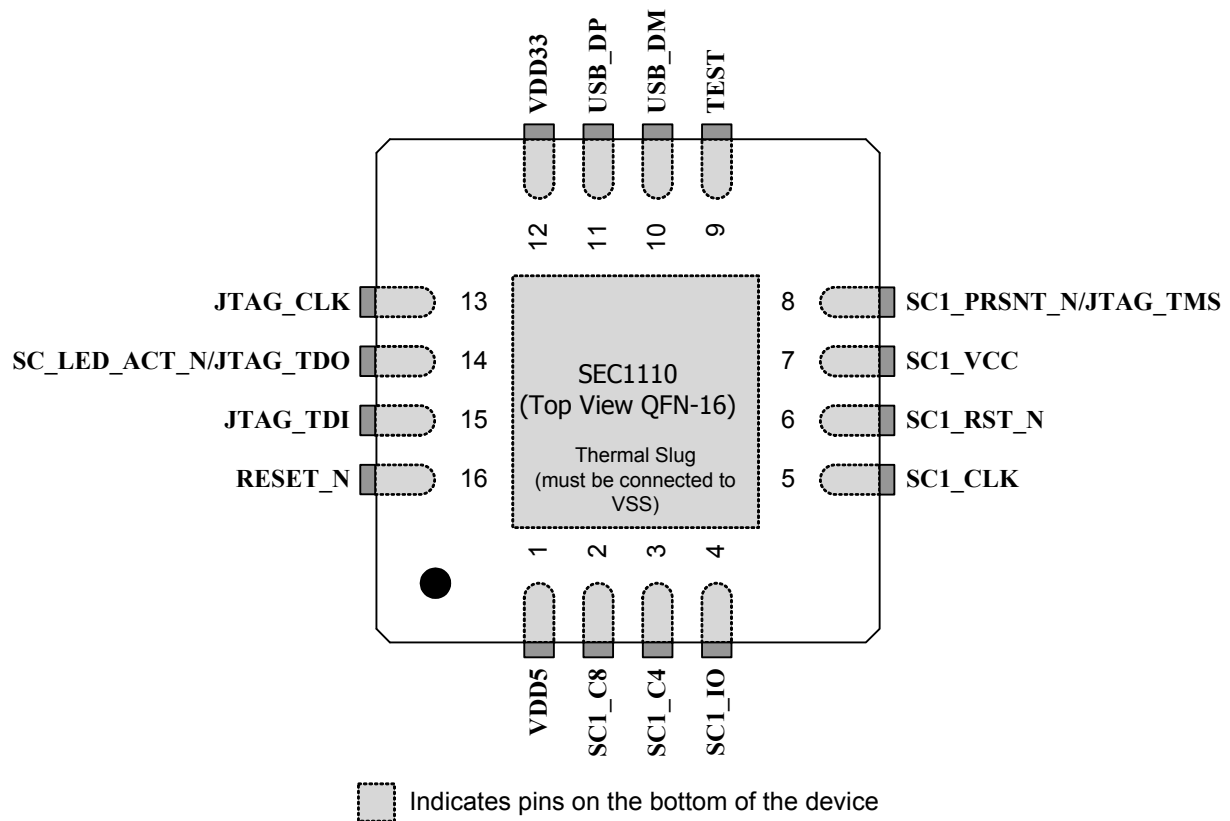 VDD33
USB_DP
USB_DM
TEST
12
11
10
9
JTAG_CLK
13
8
SC1_PRSNT_N/JTAG_TMS
SC_LED_ACT_N/JTAG_TDO
14
7
SC1_VCC
JTAG_TDI
15
6
SC1_RST_N
RESET_N
16
5
SC1_CLK
SEC1110
(Top View QFN-16)
Thermal Slug
(must be connected to
VSS)
1
2
3
4
VDD5
SC1_C8
SC1_C4
SC1_IO
Indicates pins on the bottom of the device